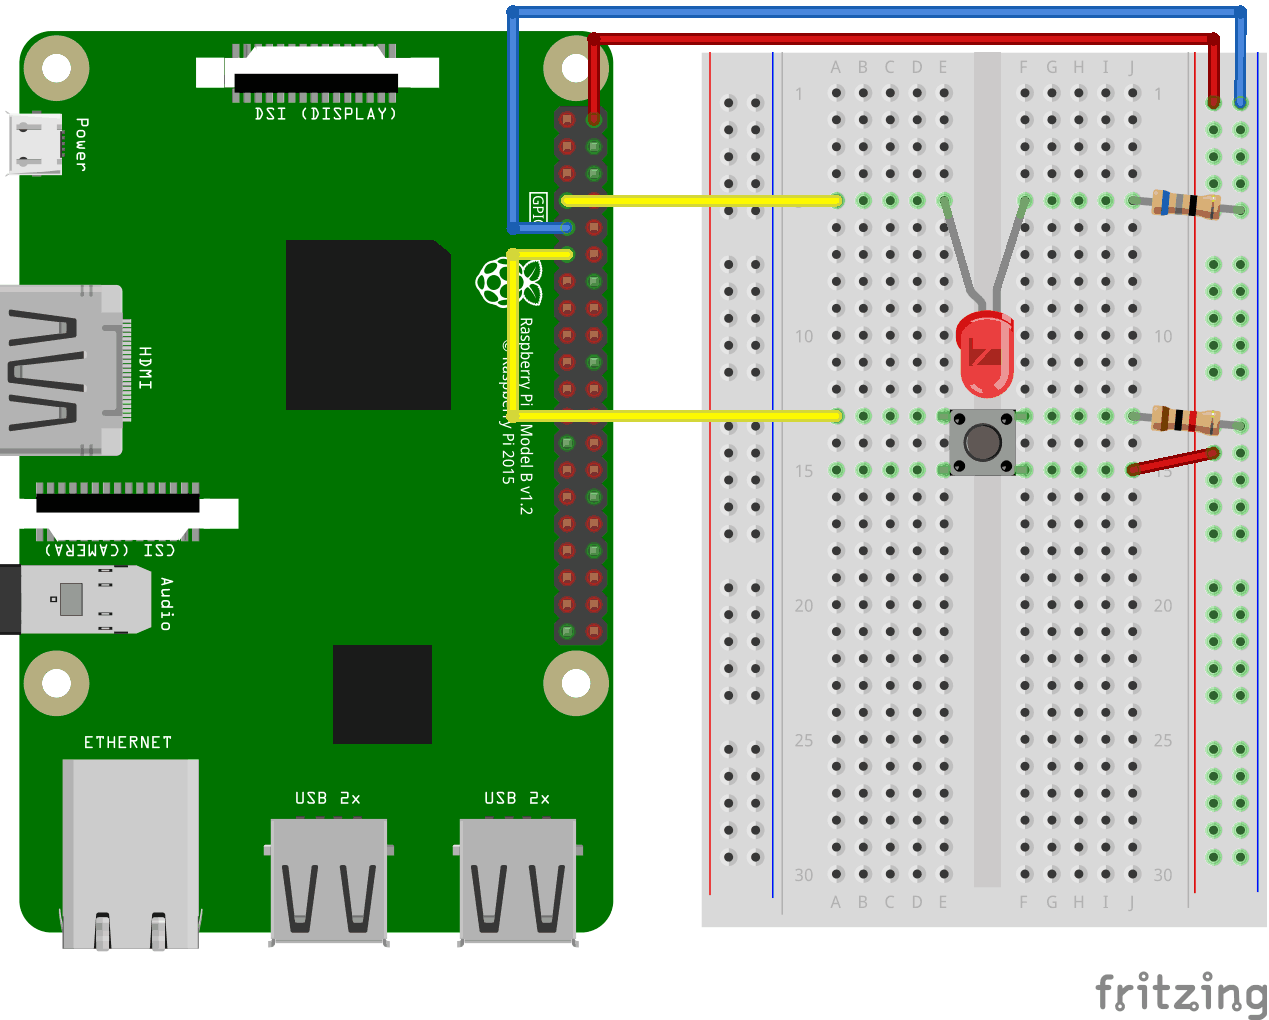 DSI (DISPLAY)
Power
HDMI
CSI (CAMERA)
Audio
ETHERNET
USB 2x
USB 2x
GPIO
Raspberry Pi Model B v1.2
© Raspberry Pi 2015
A B C D E F G H I J
1 1
10 10
15
20 20
25 25
30 30
A B C D E F G H I J
fritzing